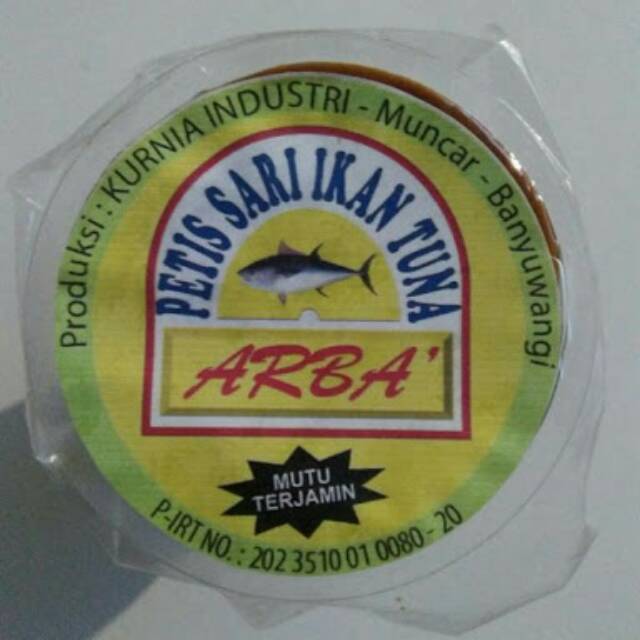 Produksi : KURNIA INDUSTRI - Muncar - Banyuwangi
PETIS SARI IKAN TUNA
ARBA'
MUTU
TERJAMIN
P-IRT NO. : 202 3510 01 0080 - 20